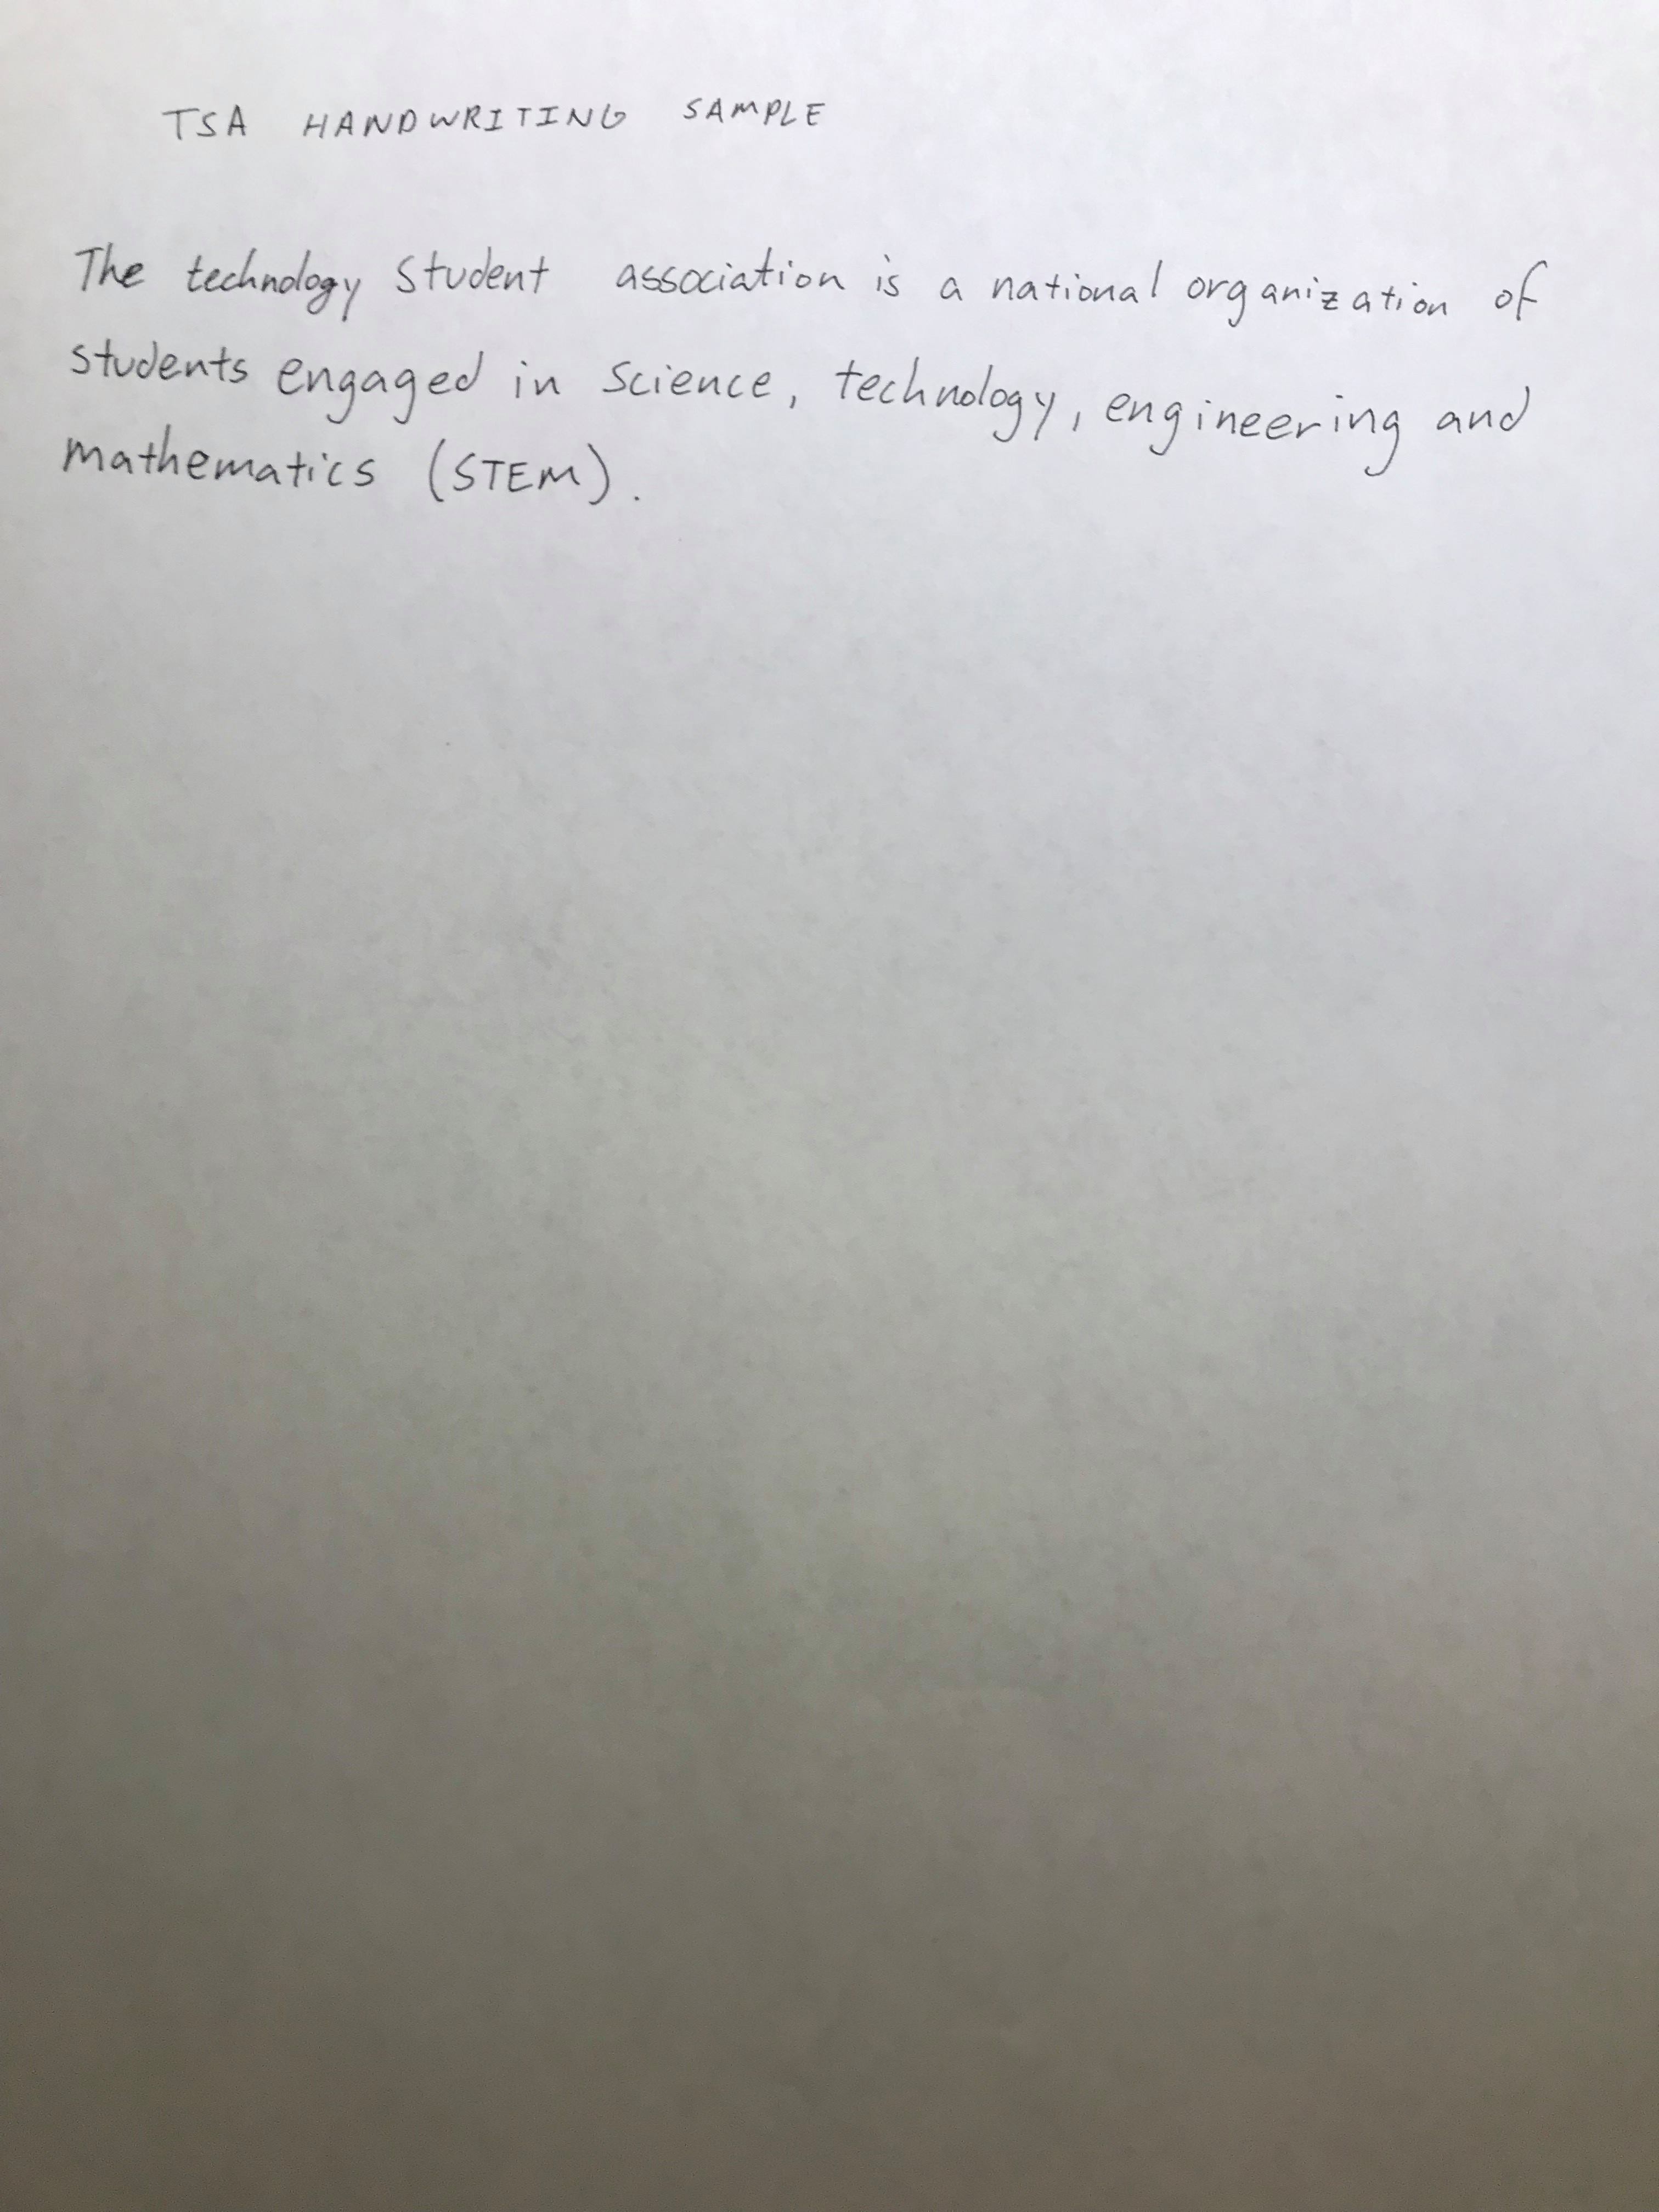 TSA HANDWRITING SAMPLE
The technology student association is a national organization of
students engaged in science, technology, engineering and
mathematics (STEM).